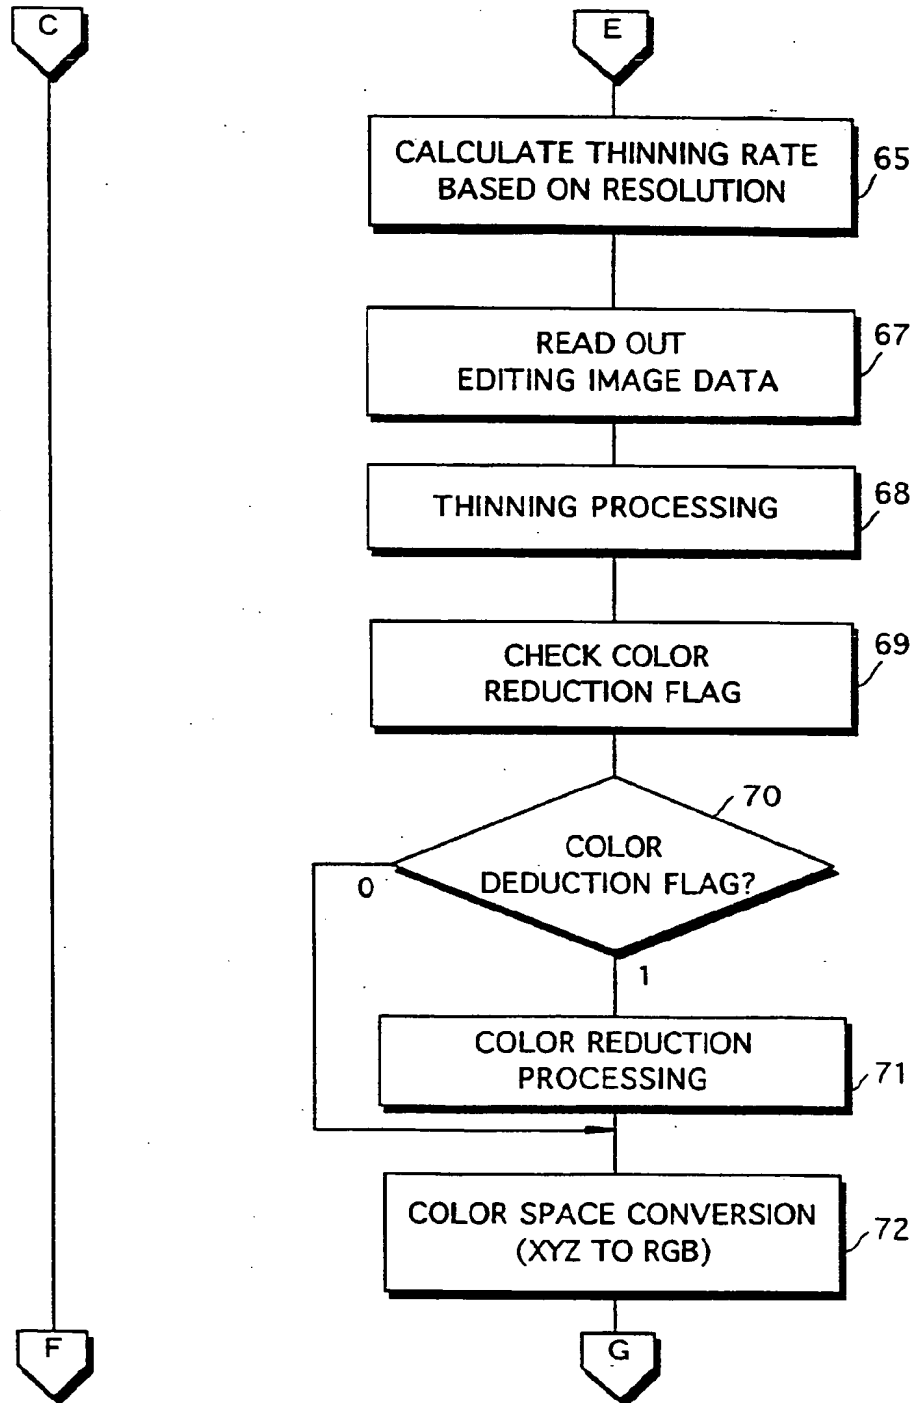 C
E
CALCULATE THINNING RATE
BASED ON RESOLUTION
65
READ OUT
EDITING IMAGE DATA
67
THINNING PROCESSING
68
CHECK COLOR
REDUCTION FLAG
69
70
COLOR
DEDUCTION FLAG?
0
1
COLOR REDUCTION
PROCESSING
71
COLOR SPACE CONVERSION
(XYZ TO RGB)
72
F
G